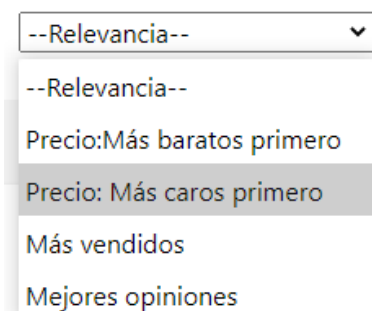 --Relevancia--
--Relevancia--
Precio:Más baratos primero
Precio: Más caros primero
Más vendidos
Mejores opiniones